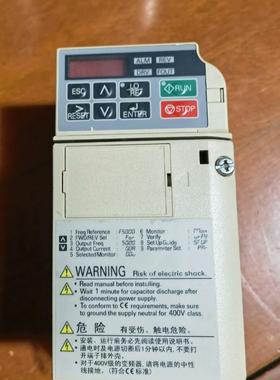 ALM REV
DRV FOUT
ESC LO RE RUN
RESET ENTER STOP
1 Freq Reference F5000 6 Monitor
2 FWD/REV Sel For 7 Verify
3 Output Freq 8 Set Up Guide
4 Output Current 9 Parameter Set
5 Selected Monitor
WARNING Risk of electric shock.
Read manual before installing.
Wait 1 minute for capacitor discharge after
disconnecting power supply.
To conform to CE requirements, make sure
to ground the supply neutral for 400V class.
危险 有受伤、触电危险。
安装、运行前务必先阅读使用说明书。
通电时及电源切断后1分钟以内，不要打
开端子排外罩。
对于400V级的变频器，请将电源的中性点
接地。(符合CE标准)